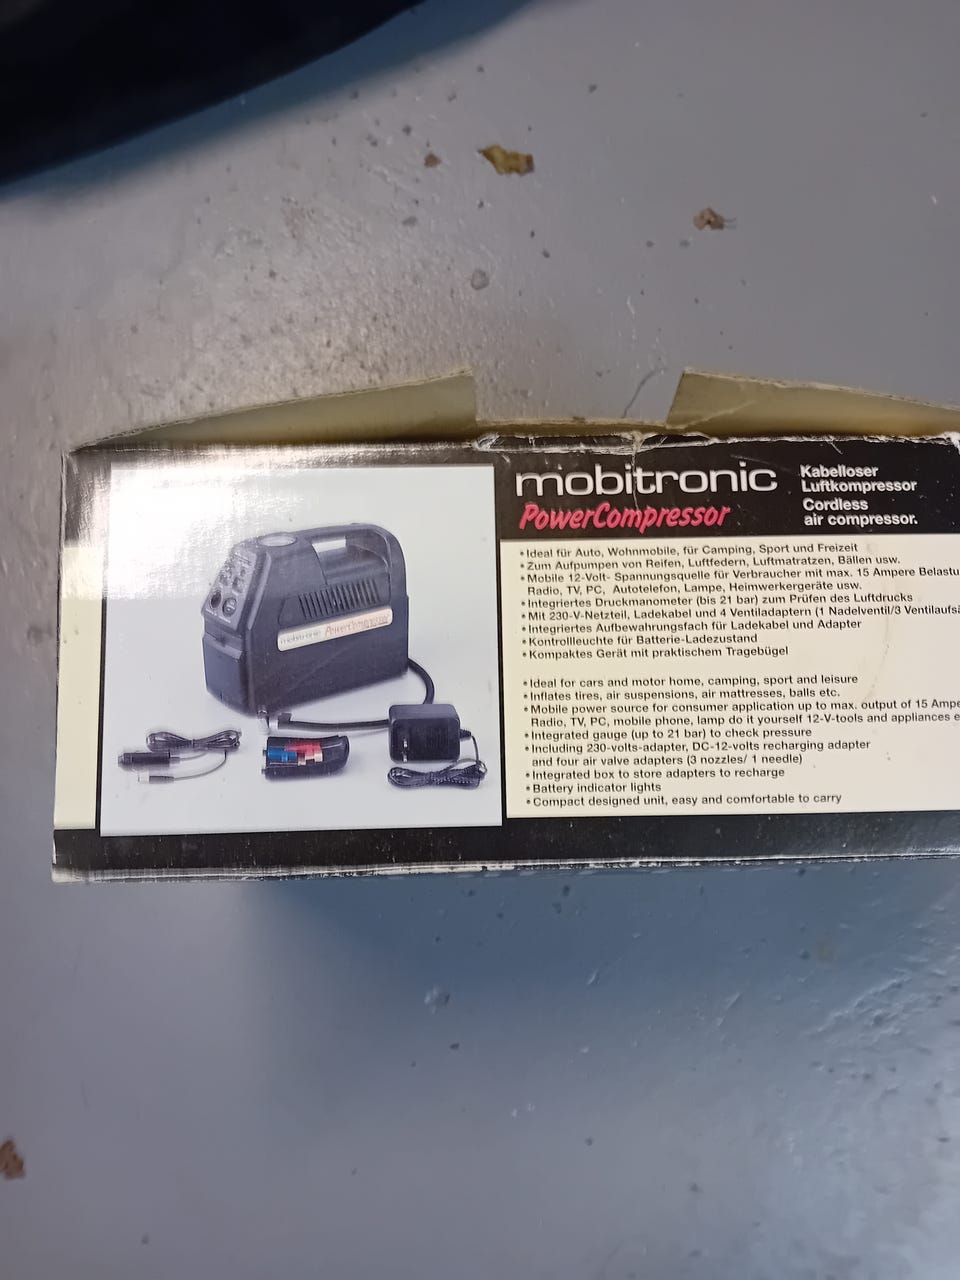 mobitronic
PowerCompressor
Kabelloser
Luftkompressor
Cordless
air compressor.
• Ideal für Auto, Wohnmobile, für Camping, Sport und Freizeit
• Zum Aufpumpen von Reifen, Luftfedern, Luftmatratzen, Bällen usw.
• Mobile 12-Volt- Spannungsquelle für Verbraucher mit max. 15 Ampere
Radio, TV, PC, Autotelefon, Lampe, Heimwerkergeräte usw.
• Integriertes Druckmanometer (bis 21 bar) zum Prüfen des Luftdrucks
• Mit 230-V-Netzteil, Ladekabel und 4 Ventiladaptern (1 Nadelventil/3
• Integriertes Aufbewahrungsfach für Ladekabel und Adapter
• Kontrolleuchte für Batterie-Ladezustand
• Kompaktes Gerät mit praktischem Tragebügel
• Ideal for cars and motor home, camping, sport and leisure
• Inflates tires, air suspensions, air mattresses, balls etc.
• Mobile power source for consumer application up to max. output of 15
Radio, TV, PC, mobile phone, lamp do it yourself 12-V-tools and appliances
• Integrated gauge (up to 21 bar) to check pressure
• Including 230-volts-adapter, DC-12-volts recharging adapter
and four air valve adapters (3 nozzles/ 1 needle)
• Integrated box to store adapters to recharge
• Battery indicator lights
• Compact designed unit, easy and comfortable to carry
mobitronic PowerCompressor